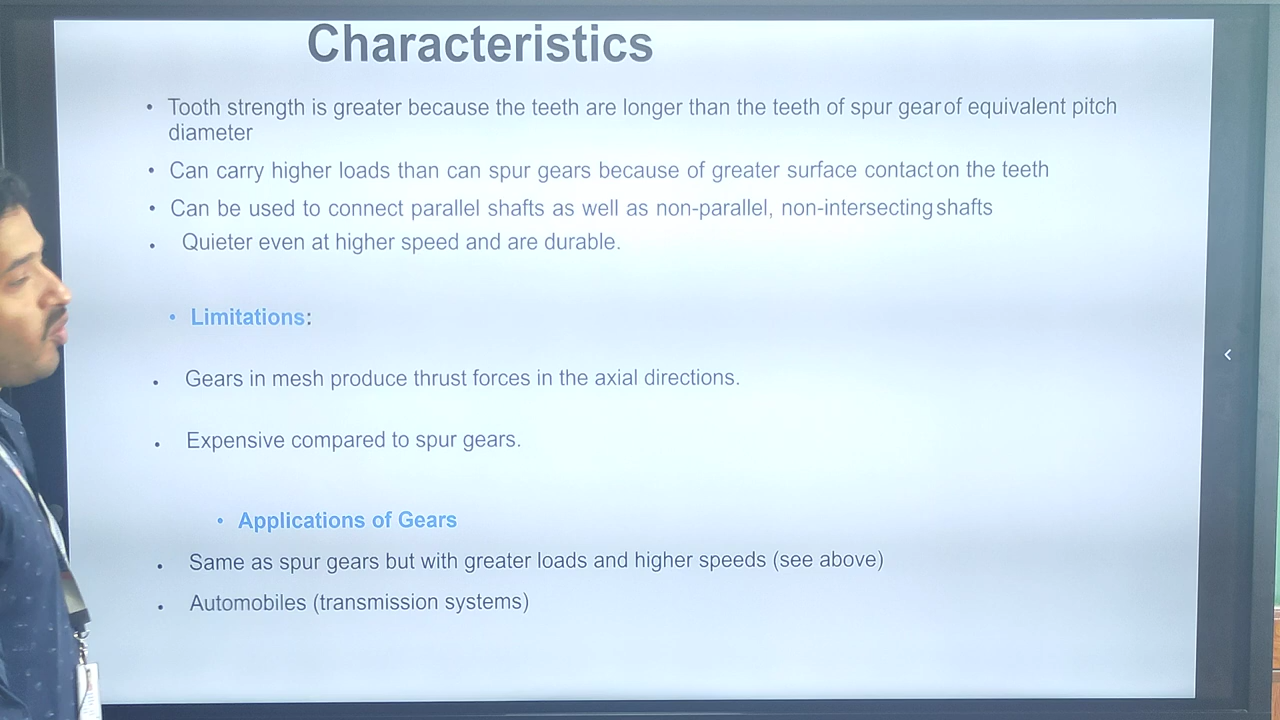 Characteristics
• Tooth strength is greater because the teeth are longer than the teeth of spur gear of equivalent pitch
diameter
• Can carry higher loads than can spur gears because of greater surface contact on the teeth
• Can be used to connect parallel shafts as well as non-parallel, non-intersecting shafts
• Quieter even at higher speed and are durable.
• Limitations:
• Gears in mesh produce thrust forces in the axial directions.
• Expensive compared to spur gears.
• Applications of Gears
• Same as spur gears but with greater loads and higher speeds (see above)
• Automobiles (transmission systems)